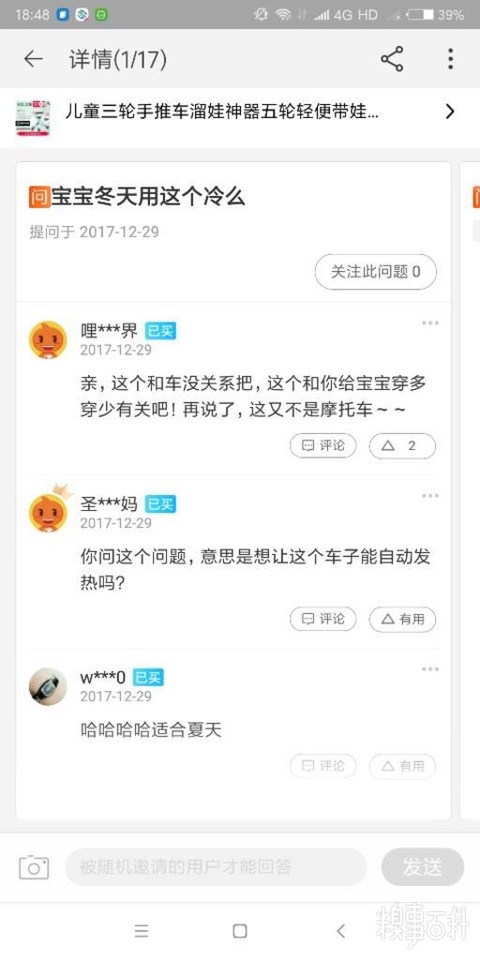 18:48
4G HD
39%
详情(1/17)
儿童三轮手推车溜娃神器五轮轻便带娃...
问宝宝冬天用这个冷么
提问于 2017-12-29
关注此问题 0
哩***界 已买
2017-12-29
亲，这个和车没关系把，这个和你给宝宝穿多
穿少有关吧！再说了，这又不是摩托车~~
评论 2
圣***妈 已买
2017-12-29
你问这个问题，意思是想让这个车子能自动发
热吗?
评论 有用
w***0 已买
2017-12-29
哈哈哈哈适合夏天
评论 有用
被随机邀请的用户才能回答
发送